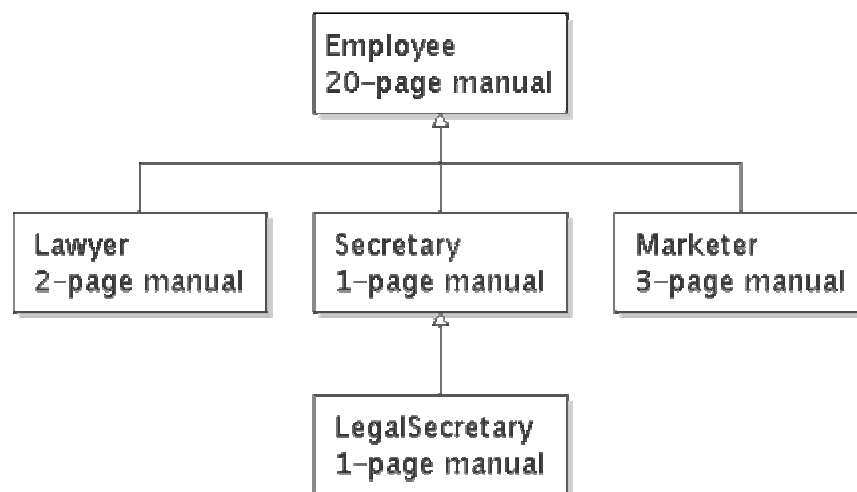 Employee
20-page manual
Lawyer
2-page manual
Secretary
1-page manual
Marketer
3-page manual
LegalSecretary
1-page manual